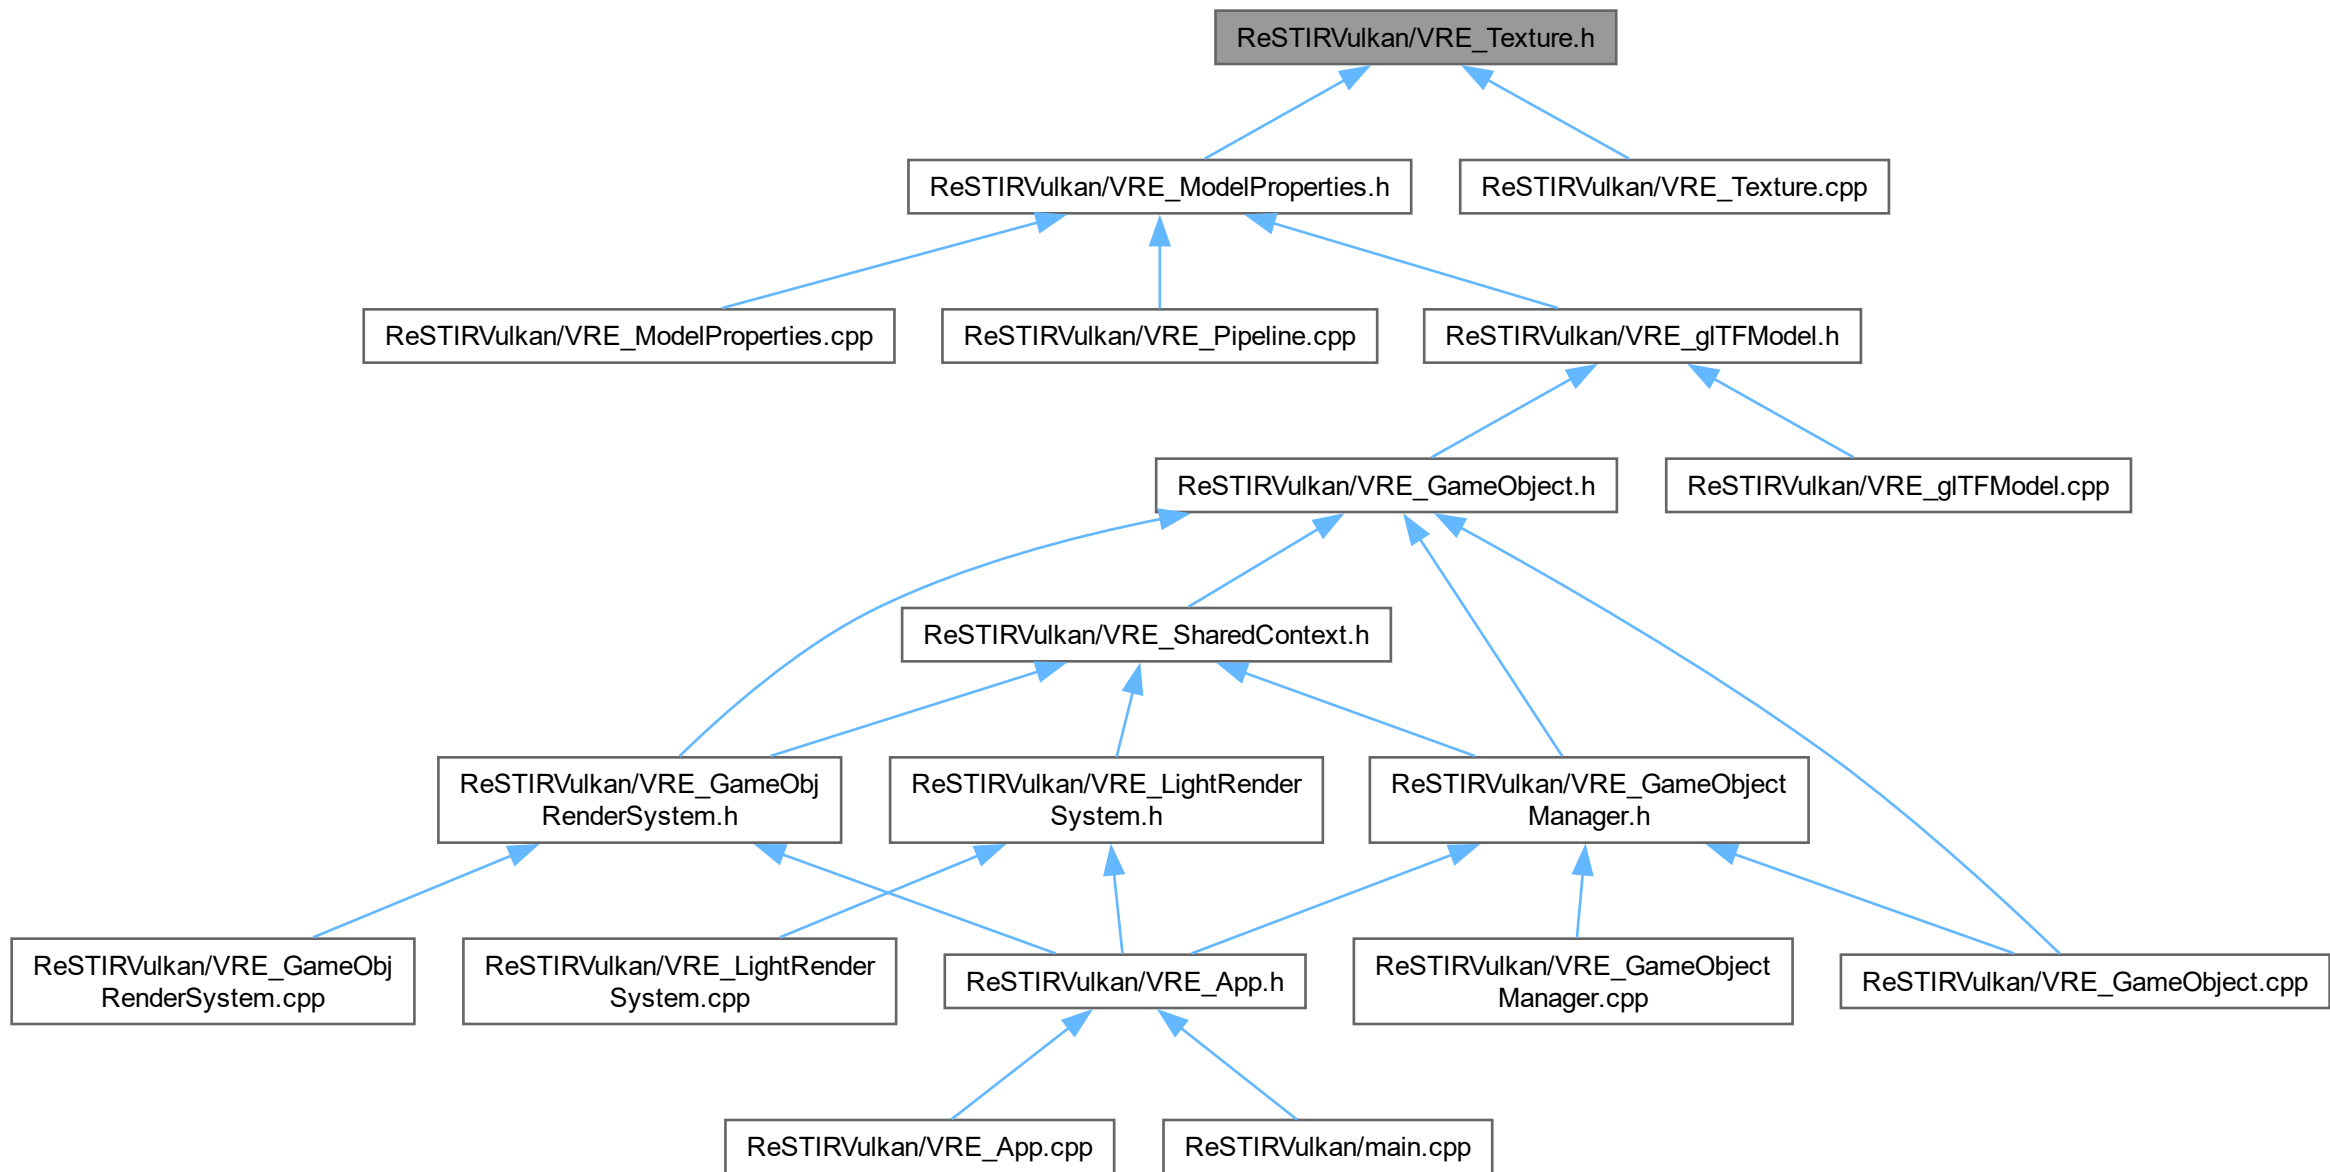 ReSTIRVulkan/VRE_Texture.h
ReSTIRVulkan/VRE_ModelProperties.h
ReSTIRVulkan/VRE_Texture.cpp
ReSTIRVulkan/VRE_ModelProperties.cpp
ReSTIRVulkan/VRE_Pipeline.cpp
ReSTIRVulkan/VRE_glTFModel.h
ReSTIRVulkan/VRE_GameObject.h
ReSTIRVulkan/VRE_glTFModel.cpp
ReSTIRVulkan/VRE_SharedContext.h
ReSTIRVulkan/VRE_GameObj
RenderSystem.h
ReSTIRVulkan/VRE_LightRender
System.h
ReSTIRVulkan/VRE_GameObject
Manager.h
ReSTIRVulkan/VRE_GameObj
RenderSystem.cpp
ReSTIRVulkan/VRE_LightRender
System.cpp
ReSTIRVulkan/VRE_App.h
ReSTIRVulkan/VRE_GameObject
Manager.cpp
ReSTIRVulkan/VRE_GameObject.cpp
ReSTIRVulkan/VRE_App.cpp
ReSTIRVulkan/main.cpp